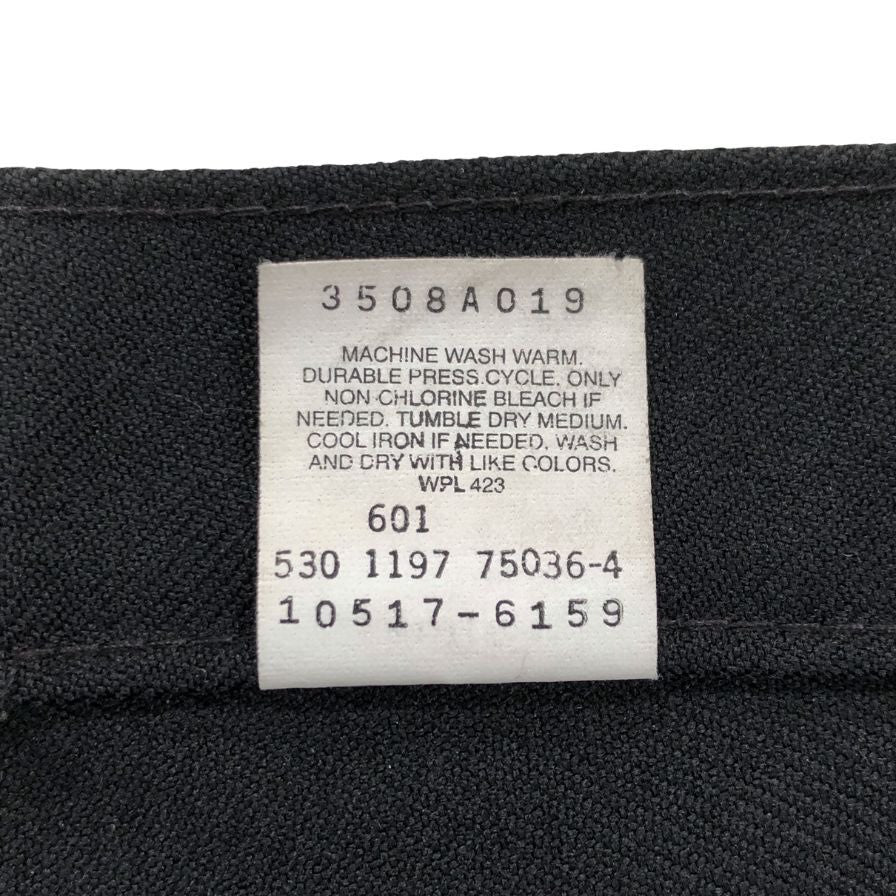 3508A019
MACHINE WASH WARM.
DURABLE PRESS CYCLE. ONLY
NON-CHLORINE BLEACH IF
NEEDED. TUMBLE DRY MEDIUM.
COOL IRON IF NEEDED. WASH
AND DRY WITH LIKE COLORS.
WPL 423
601
530 1197 75036-4
10517-6159